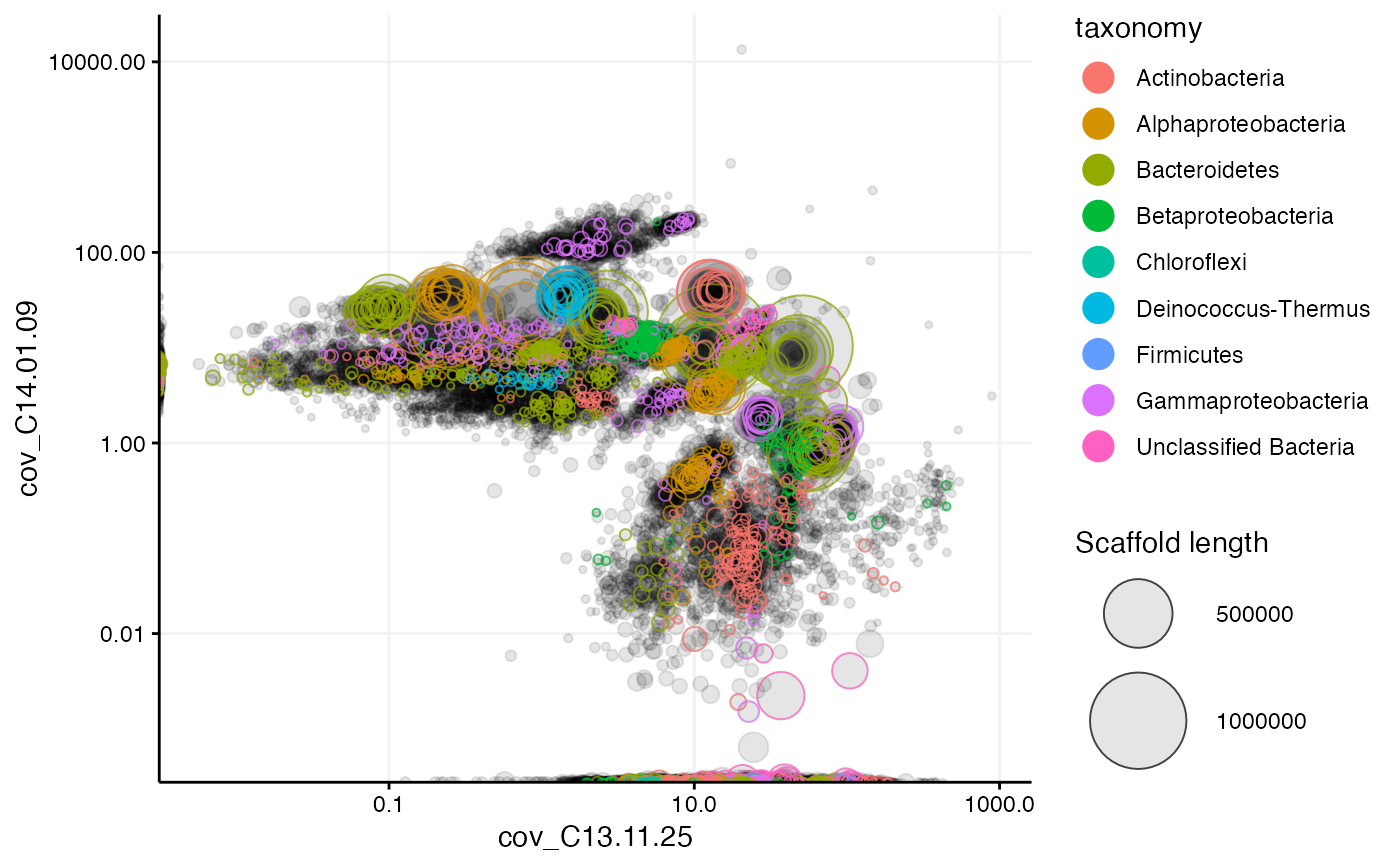 10000.00
100.00
1.00
0.01
cov_C14.01.09
0.1
10.0
1000.0
cov_C13.11.25
taxonomy
Actinobacteria
Alphaproteobacteria
Bacteroidetes
Betaproteobacteria
Chloroflexi
Deinococcus-Thermus
Firmicutes
Gammaproteobacteria
Unclassified Bacteria
Scaffold length
500000
1000000